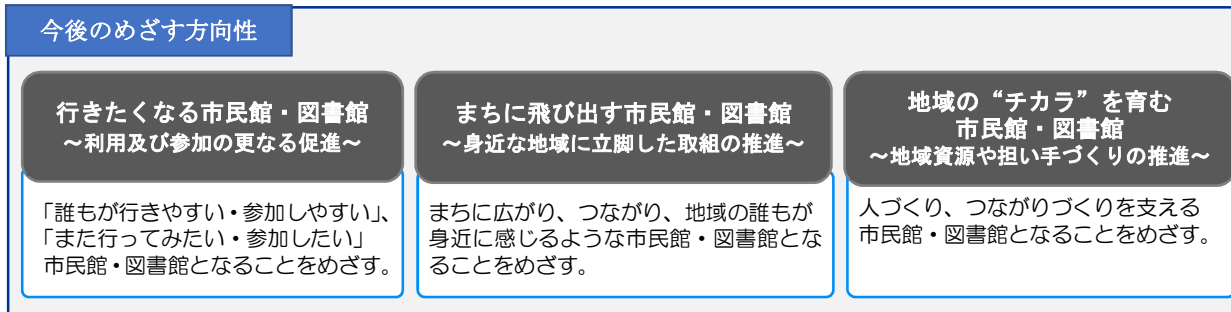 今後のめざす方向性
行きたくなる市民館・図書館
～利用及び参加の更なる促進～
「誰もが行きやすい・参加しやすい」、
「また行ってみたい・参加したい」
市民館・図書館となることをめざす。
まちに飛び出す市民館・図書館
～身近な地域に立脚した取組の推進～
まちに広がり、つながり、地域の誰もが
身近に感じるような市民館・図書館とな
ることをめざす。
地域の“チカラ”を育む
市民館・図書館
～地域資源や担い手づくりの推進～
人づくり、つながりづくりを支える
市民館・図書館となることをめざす。